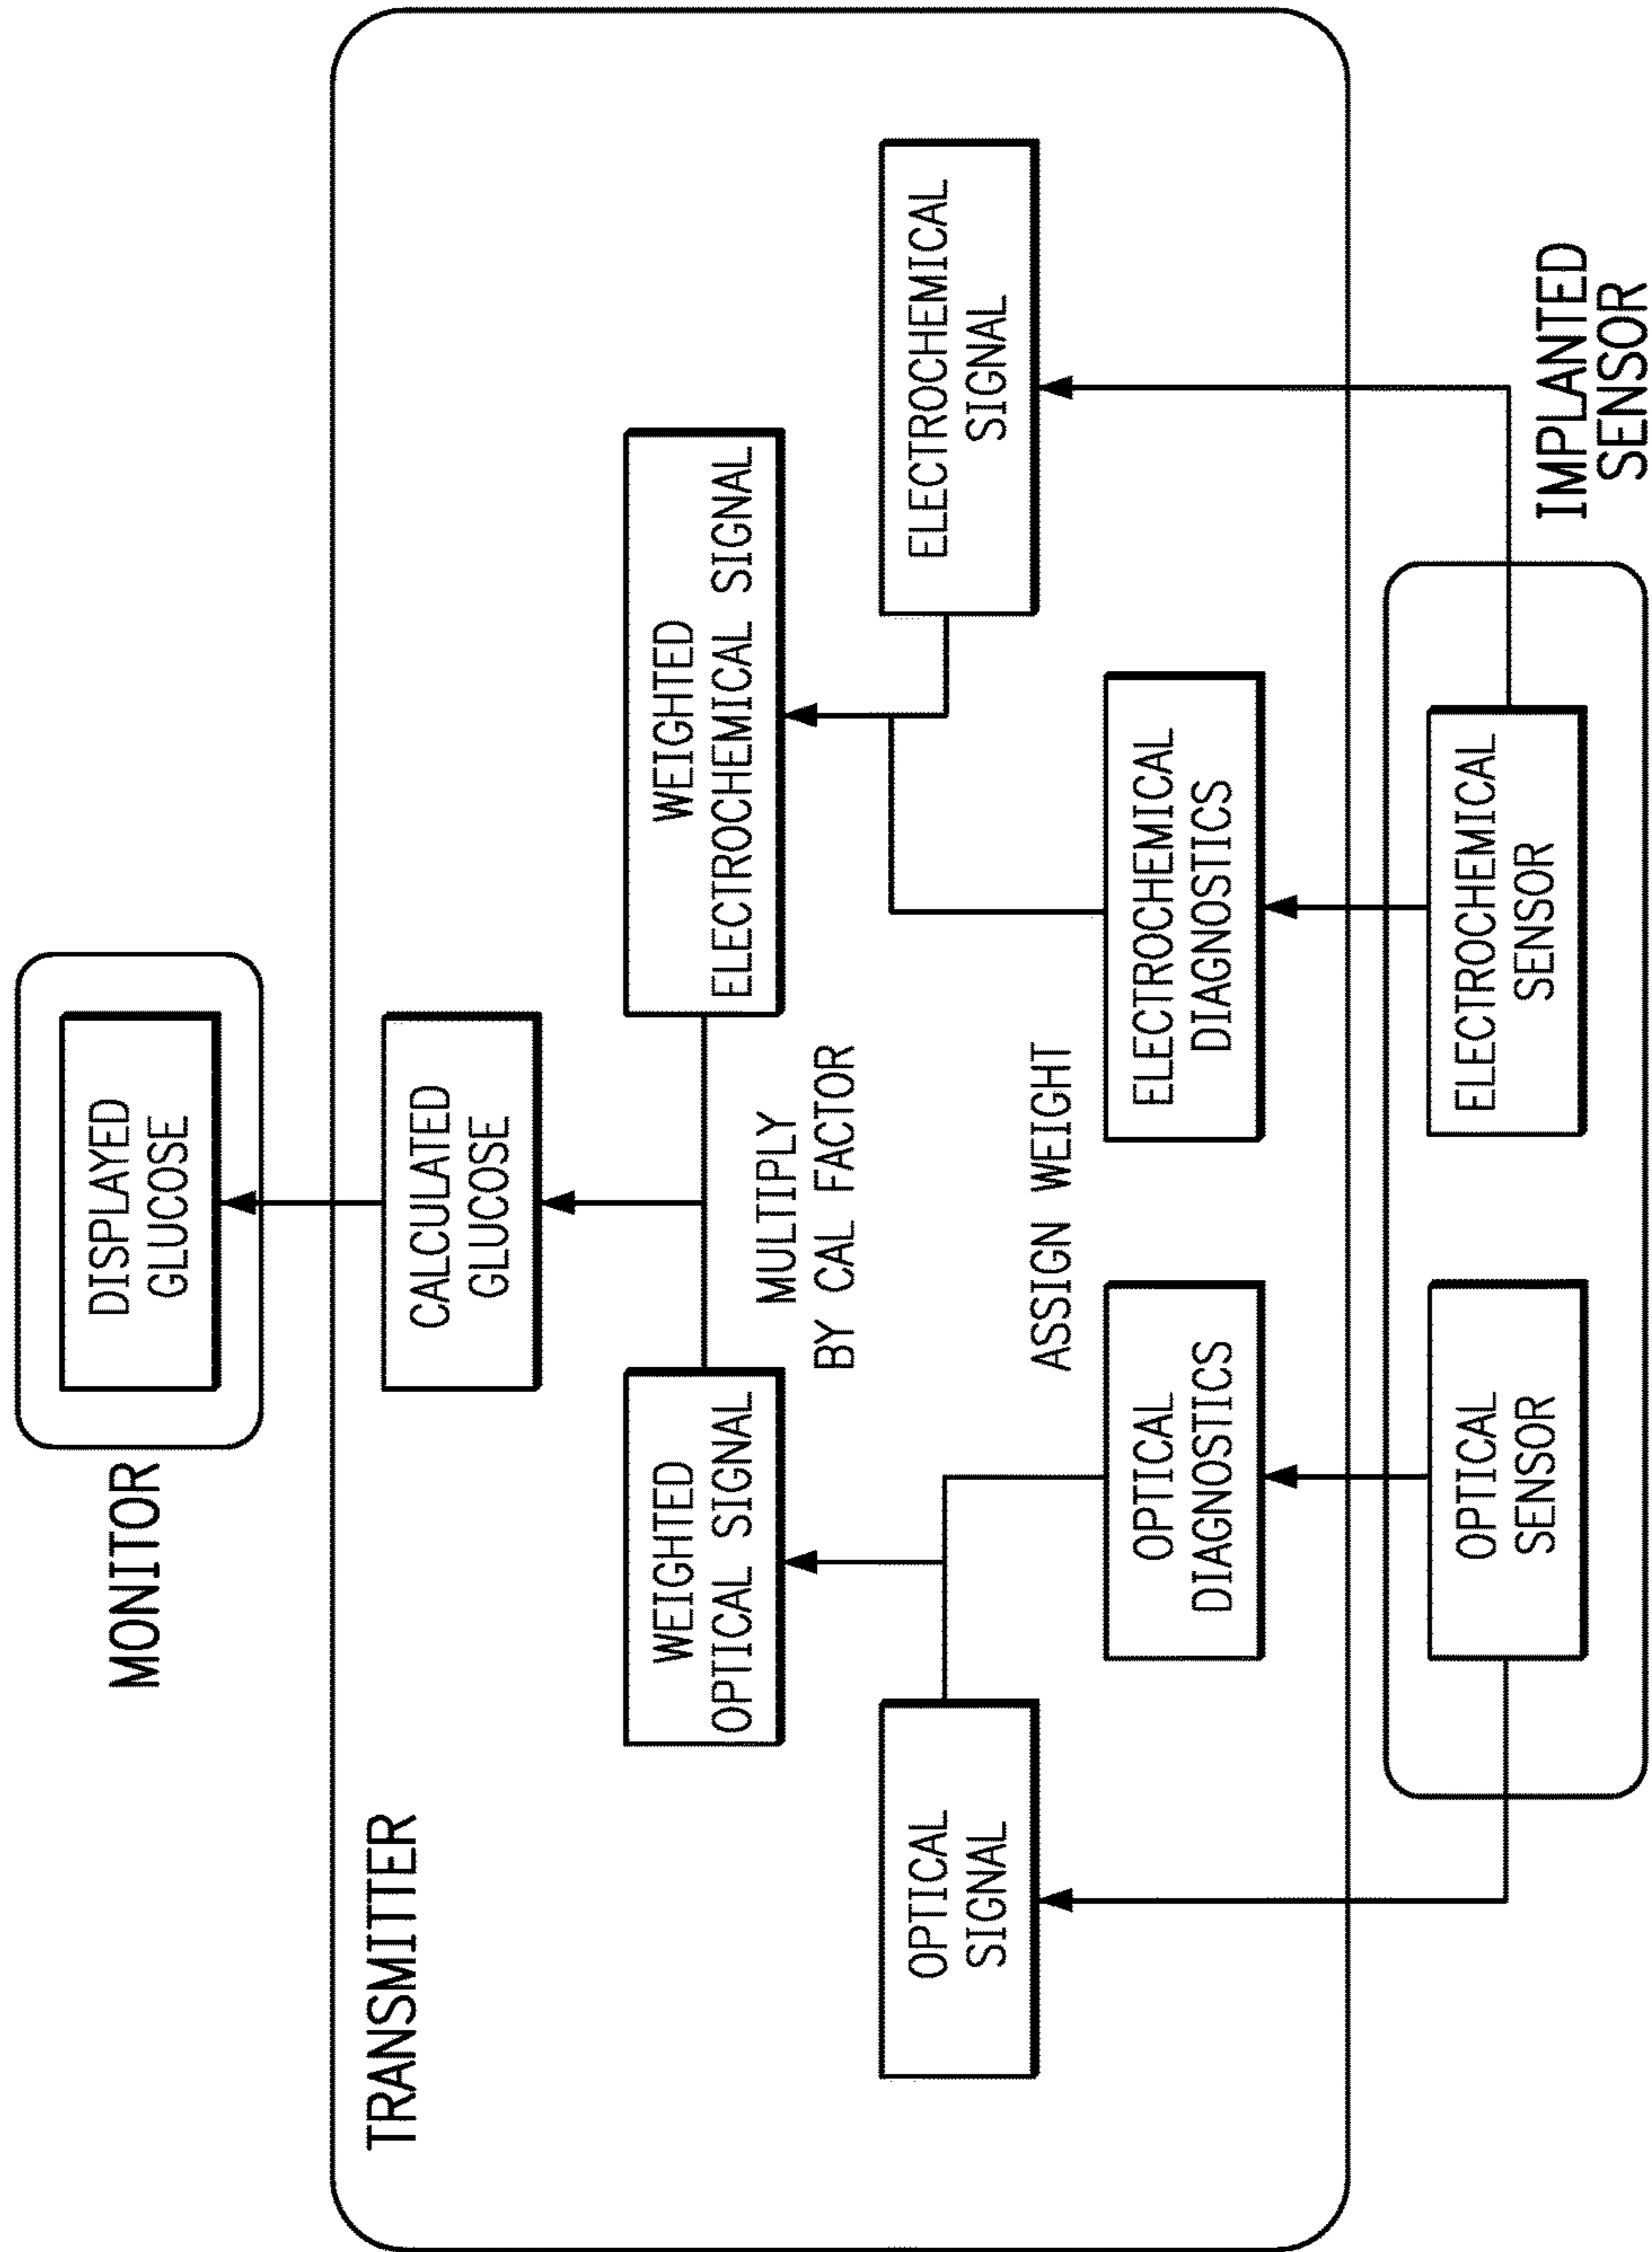 MONITOR
DISPLAYED
GLUCOSE
TRANSMITTER
CALCULATED
GLUCOSE
WEIGHTED
OPTICAL SIGNAL
WEIGHTED
ELECTROCHEMICAL SIGNAL
MULTIPLY
BY CAL FACTOR
OPTICAL
SIGNAL
ELECTROCHEMICAL
SIGNAL
ASSIGN WEIGHT
OPTICAL
DIAGNOSTICS
ELECTROCHEMICAL
DIAGNOSTICS
OPTICAL
SENSOR
ELECTROCHEMICAL
SENSOR
IMPLANTED
SENSOR